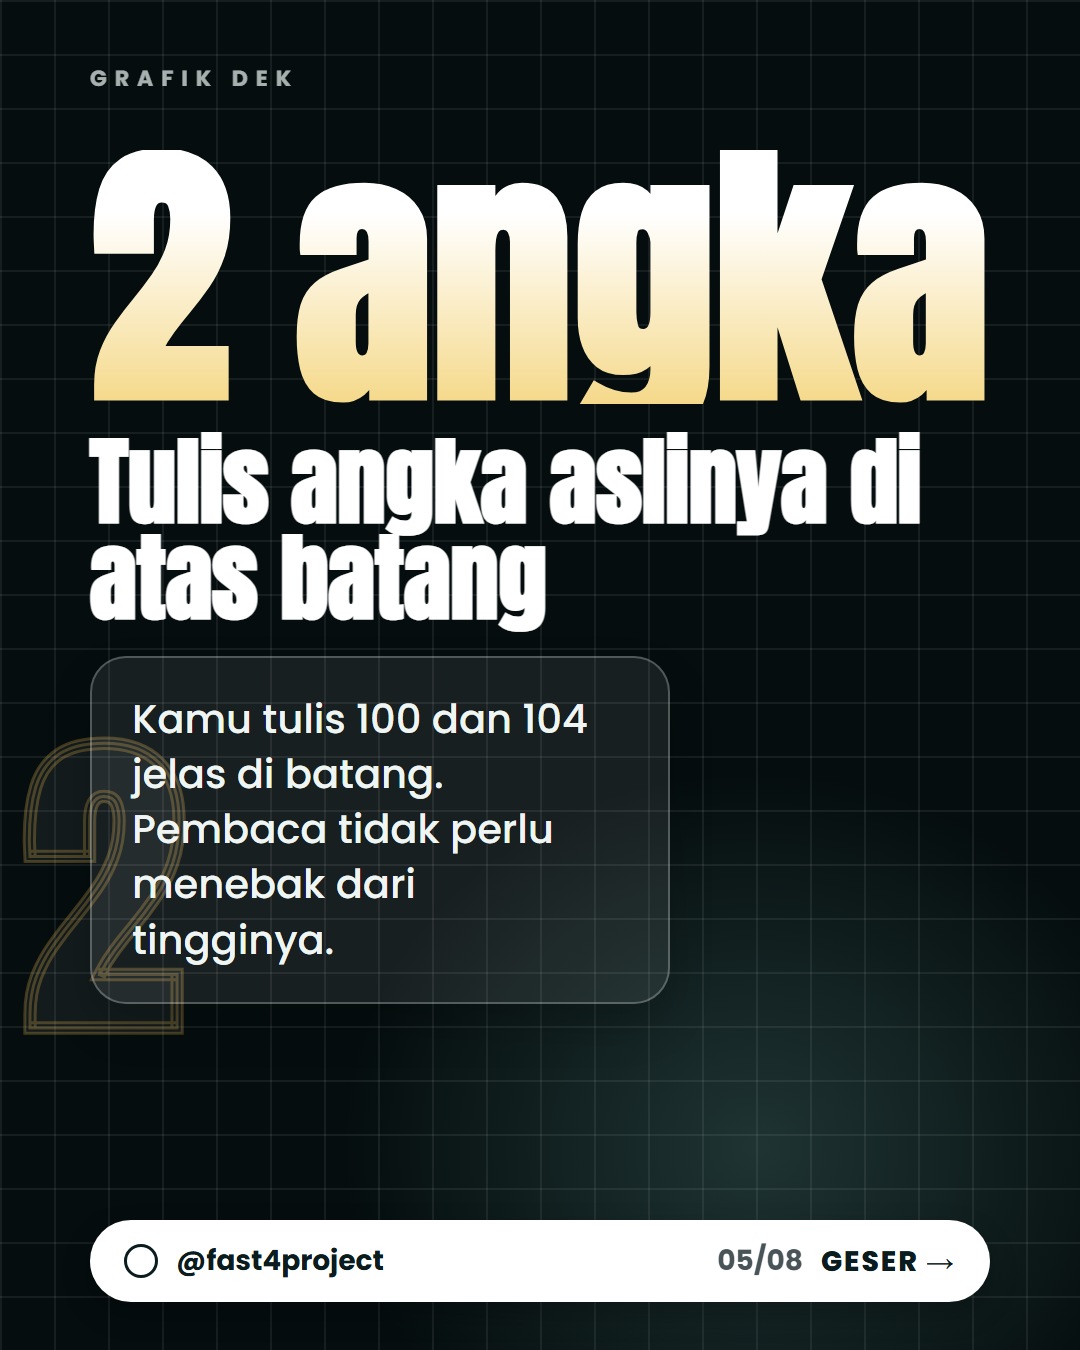 GRAFIK DEK
2 angka
Tulis angka aslinya di
atas batang
Kamu tulis 100 dan 104
jelas di batang.
Pembaca tidak perlu
menebak dari
tingginya.
2
@fast4project
05/08 GESER →